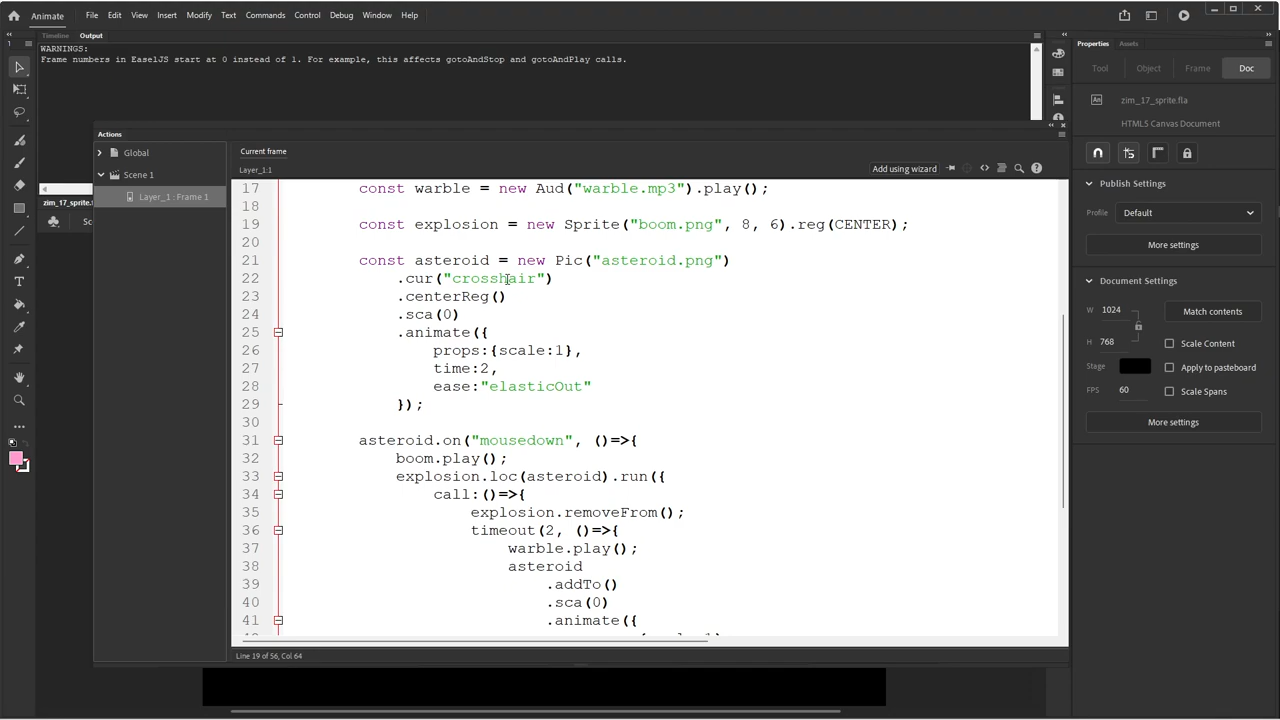 Animate File Edit View Insert Modify Text Commands Control Debug Window Help
Timeline Output
WARNINGS:
Frame numbers in EaselJS start at 0 instead of 1. For example, this affects gotoAndStop and gotoAndPlay calls.
zim_17_sprite.f
Actions
Global
Scene 1
Layer_1 : Frame 1
Current frame
Layer_1:1
Add using wizard
17 const warble = new Aud("warble.mp3").play();
18
19 const explosion = new Sprite("boom.png", 8, 6).reg(CENTER);
20
21 const asteroid = new Pic("asteroid.png")
22 .cur("crosshair")
23 .centerReg()
24 .sca(0)
25 .animate({
26 props:{scale:1},
27 time:2,
28 ease:"elasticOut"
29 });
30
31 asteroid.on("mousedown", ()=>{
32 boom.play();
33 explosion.loc(asteroid).run({
34 call:()=>{
35 explosion.removeFrom();
36 timeout(2, ()=>{
37 warble.play();
38 asteroid
39 .addTo()
40 .sca(0)
41 .animate({
Line 19 of 56, Col 64
Properties Assets
Tool Object Frame Doc
zim_17_sprite.fla
HTML5 Canvas Document
Publish Settings
Profile Default
More settings
Document Settings
W 1024 Match contents
H 768 Scale Content
Stage Apply to pasteboard
FPS 60 Scale Spans
More settings